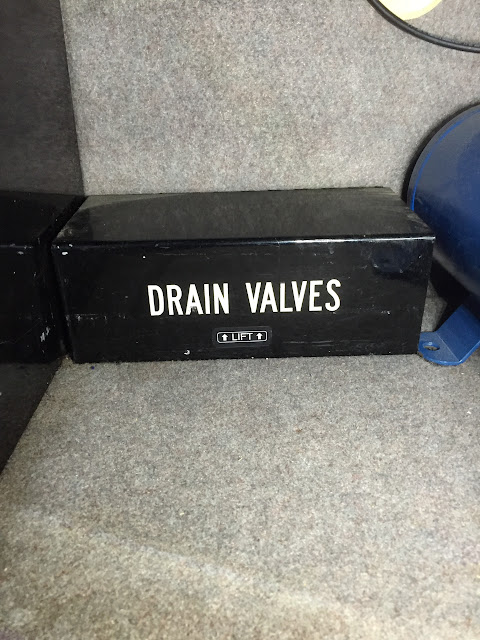 DRAIN VALVES
⬆ LIFT ⬆